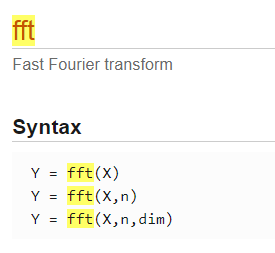 fft
Fast Fourier transform
Syntax
Y = fft(X)
Y = fft(X,n)
Y = fft(X,n,dim)